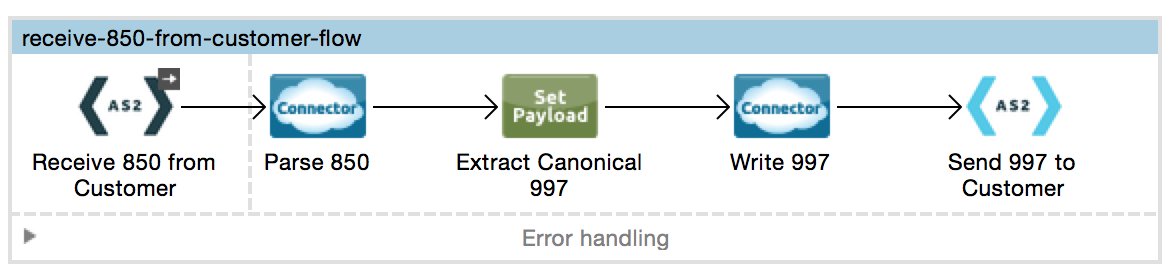 receive-850-from-customer-flow
AS2
Connector
Set
Payload
Connector
AS2
Receive 850 from
Customer
Parse 850
Extract Canonical
997
Write 997
Send 997 to
Customer
Error handling